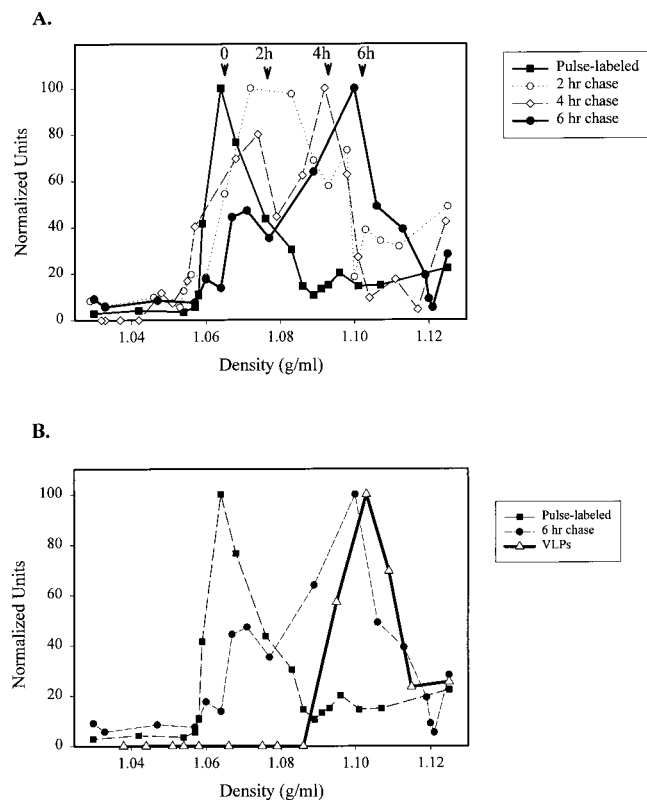 A.
0 2h 4h 6h
Pulse-labeled
2 hr chase
4 hr chase
6 hr chase
Normalized Units
100
80
60
40
20
0
1.04 1.06 1.08 1.10 1.12
Density (g/ml)
B.
Pulse-labeled
6 hr chase
VLPs
Normalized Units
100
80
60
40
20
0
1.04 1.06 1.08 1.10 1.12
Density (g/ml)